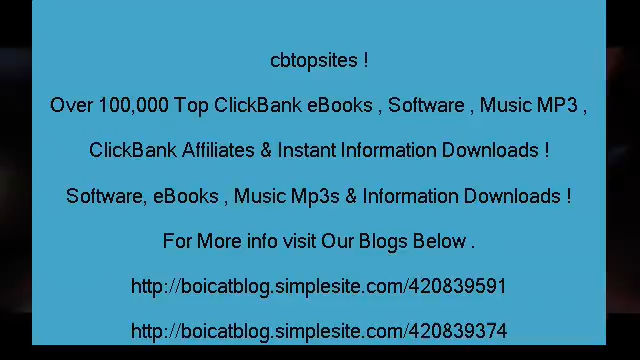 cbtopsites !
Over 100,000 Top ClickBank eBooks , Software , Music MP3 ,
ClickBank Affiliates & Instant Information Downloads !
Software, eBooks , Music Mp3s & Information Downloads !
For More info visit Our Blogs Below .
http://boicatblog.simplesite.com/420839591
http://boicatblog.simplesite.com/420839374